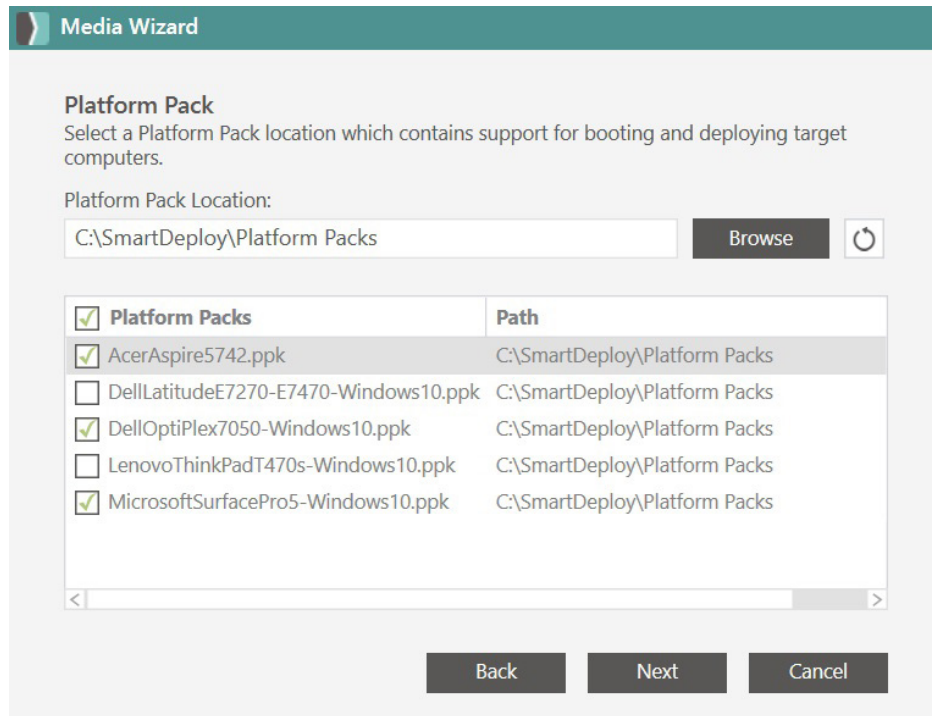 Media Wizard
Platform Pack
Select a Platform Pack location which contains support for booting and deploying target
computers.
Platform Pack Location:
C:\SmartDeploy\Platform Packs Browse
Platform Packs Path
AcerAspire5742.ppk C:\SmartDeploy\Platform Packs
DellLatitudeE7270-E7470-Windows10.ppk C:\SmartDeploy\Platform Packs
DellOptiPlex7050-Windows10.ppk C:\SmartDeploy\Platform Packs
LenovoThinkPadT470s-Windows10.ppk C:\SmartDeploy\Platform Packs
MicrosoftSurfacePro5-Windows10.ppk C:\SmartDeploy\Platform Packs
Back Next Cancel